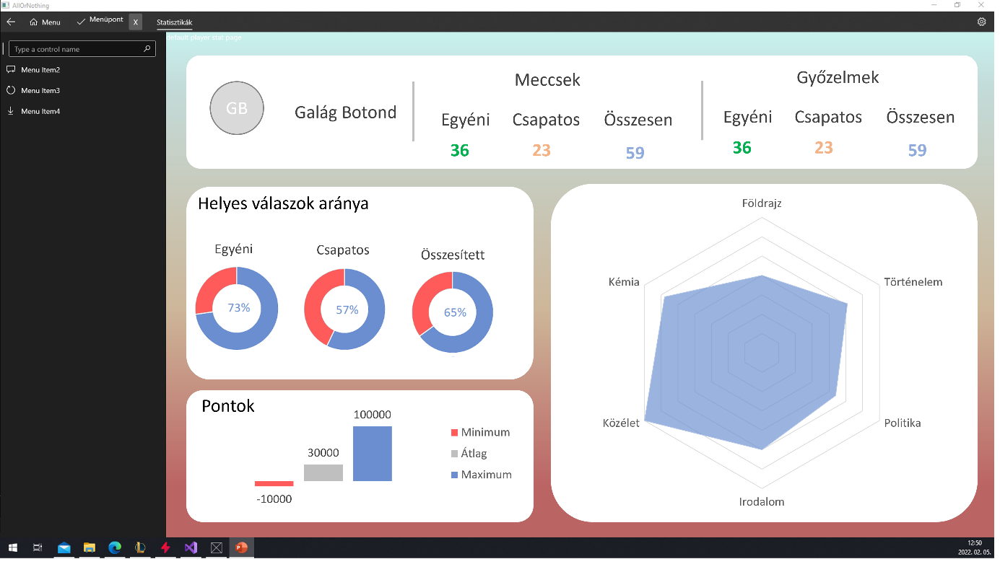 AllOrNothing
Menu
Menüpont
X
Statisztikák
default player stat page
Type a control name
Menu Item2
Menu Item3
Menu Item4
GB
Galág Botond
Meccsek
Egyéni Csapatos Összesen
36 23 59
Győzelmek
Egyéni Csapatos Összesen
36 23 59
Helyes válaszok aránya
Egyéni Csapatos Összesített
73% 57% 65%
Pontok
100000
30000
-10000
Minimum
Átlag
Maximum
Földrajz
Kémia
Történelem
Közélet
Politika
Irodalom
P
12:50
2022. 02. 05.